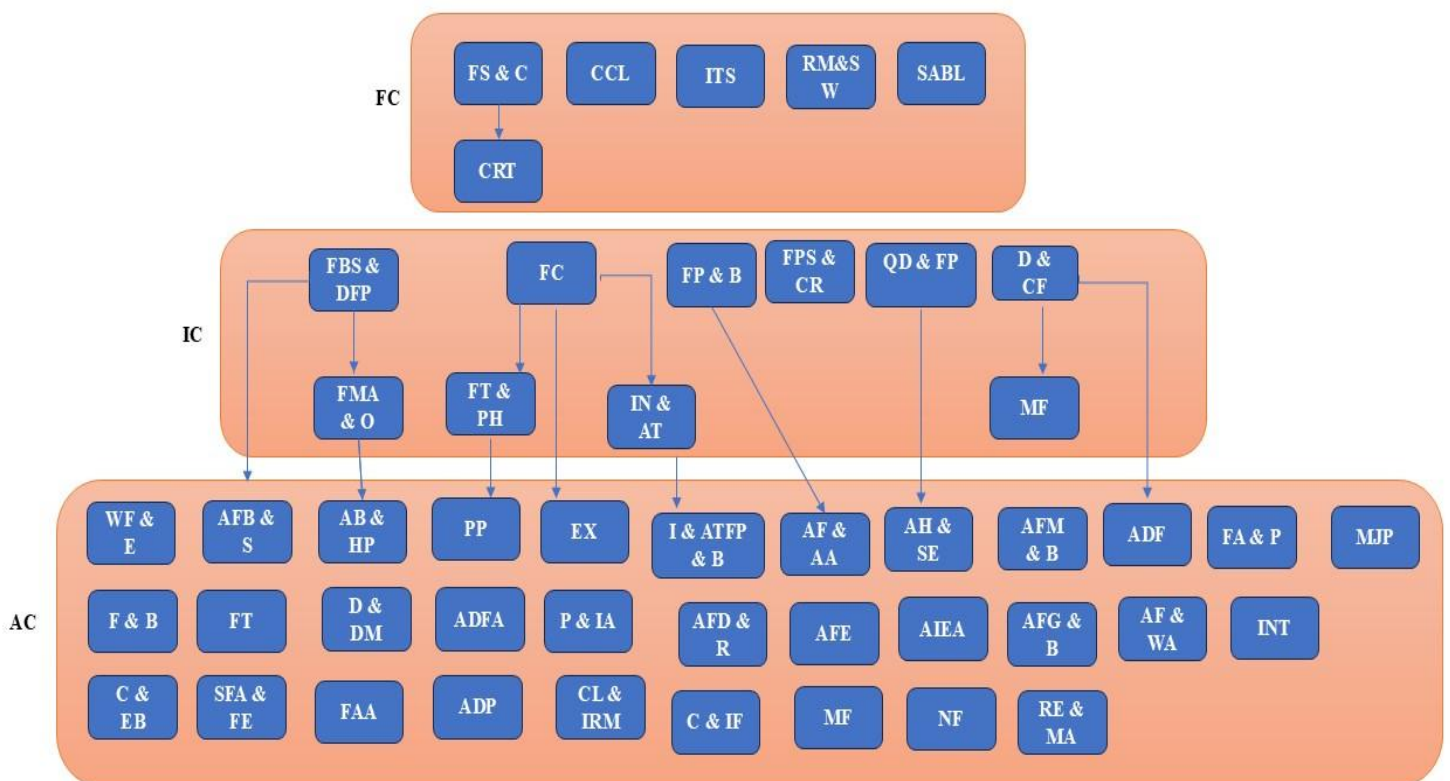 FC
FS & C
CCL
ITS
RM&S
W
SABL
CRT
IC
FBS &
DFP
FC
FP & B
FPS &
CR
QD & FP
D &
CF
FMA
& O
FT &
PH
IN &
AT
MF
AC
WF &
E
AFB &
S
AB &
HP
PP
EX
I & ATFP
& B
AF &
AA
AH &
SE
AFM
& B
ADF
FA & P
MJP
F & B
FT
D &
DM
ADFA
P & IA
AFD &
R
AFE
AIEA
AFG &
B
AF &
WA
INT
C &
EB
SFA &
FE
FAA
ADP
CL &
IRM
C & IF
MF
NF
RE &
MA